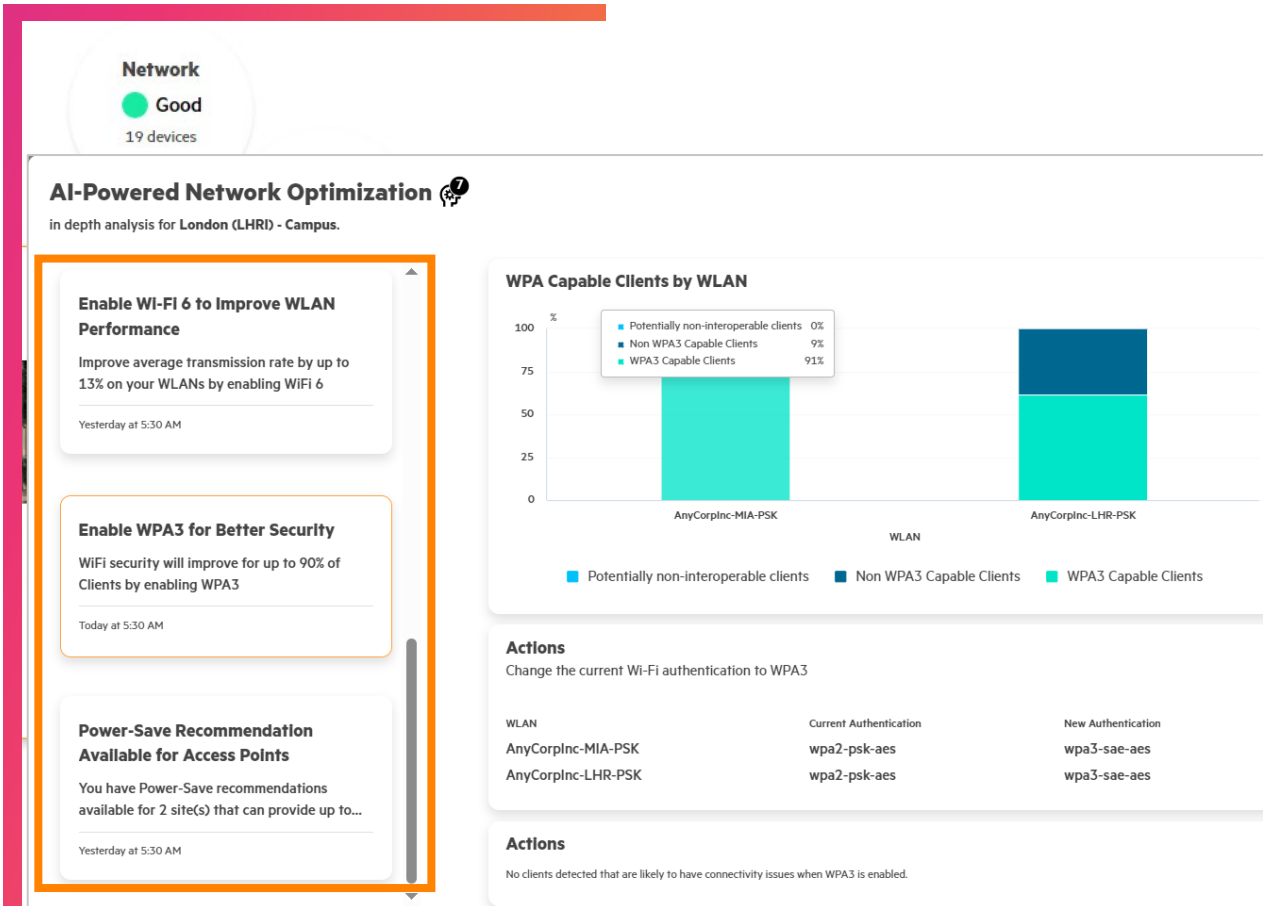 Network
Good
19 devices
AI-Powered Network Optimization
7
in depth analysis for London (LHRI) - Campus.
Enable Wi-Fi 6 to Improve WLAN
Performance
Improve average transmission rate by up to
13% on your WLANs by enabling WiFi 6
Yesterday at 5:30 AM
Enable WPA3 for Better Security
WiFi security will improve for up to 90% of
Clients by enabling WPA3
Today at 5:30 AM
Power-Save Recommendation
Available for Access Points
You have Power-Save recommendations
available for 2 site(s) that can provide up to...
Yesterday at 5:30 AM
WPA Capable Clients by WLAN
%
100
75
50
25
0
Potentially non-interoperable clients 0%
Non WPA3 Capable Clients 9%
WPA3 Capable Clients 91%
AnyCorpInc-MIA-PSK
AnyCorpInc-LHR-PSK
WLAN
Potentially non-interoperable clients
Non WPA3 Capable Clients
WPA3 Capable Clients
Actions
Change the current Wi-Fi authentication to WPA3
WLAN Current Authentication New Authentication
AnyCorpInc-MIA-PSK wpa2-psk-aes wpa3-sae-aes
AnyCorpInc-LHR-PSK wpa2-psk-aes wpa3-sae-aes
Actions
No clients detected that are likely to have connectivity issues when WPA3 is enabled.